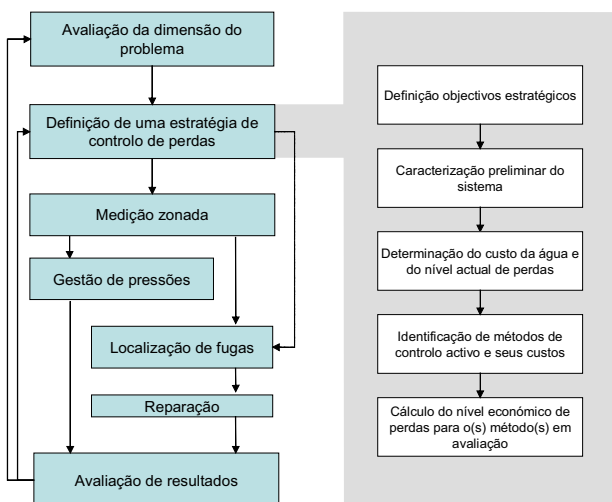 Avaliação da dimensão do
problema
Definição de uma estratégia de
controlo de perdas
Medição zonada
Gestão de pressões
Localização de fugas
Reparação
Avaliação de resultados
Definição objectivos estratégicos
Caracterização preliminar do
sistema
Determinação do custo da água e
do nível actual de perdas
Identificação de métodos de
controlo activo e seus custos
Cálculo do nível económico de
perdas para o(s) método(s) em
avaliação